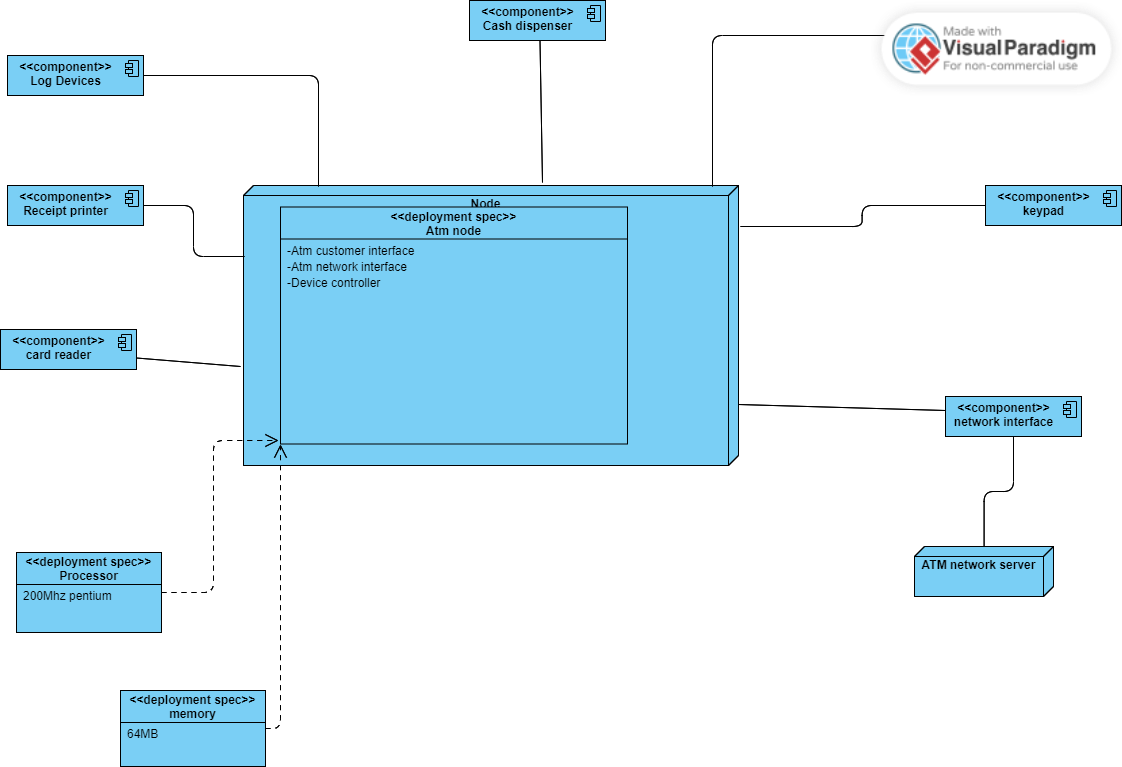 <<component>>
Cash dispenser
Made with
VisualParadigm
For non-commercial use
<<component>>
Log Devices
<<component>>
Receipt printer
<<component>>
keypad
Node
<<deployment spec>>
Atm node
-Atm customer interface
-Atm network interface
-Device controller
<<component>>
card reader
<<component>>
network interface
<<deployment spec>>
Processor
200Mhz pentium
ATM network server
<<deployment spec>>
memory
64MB